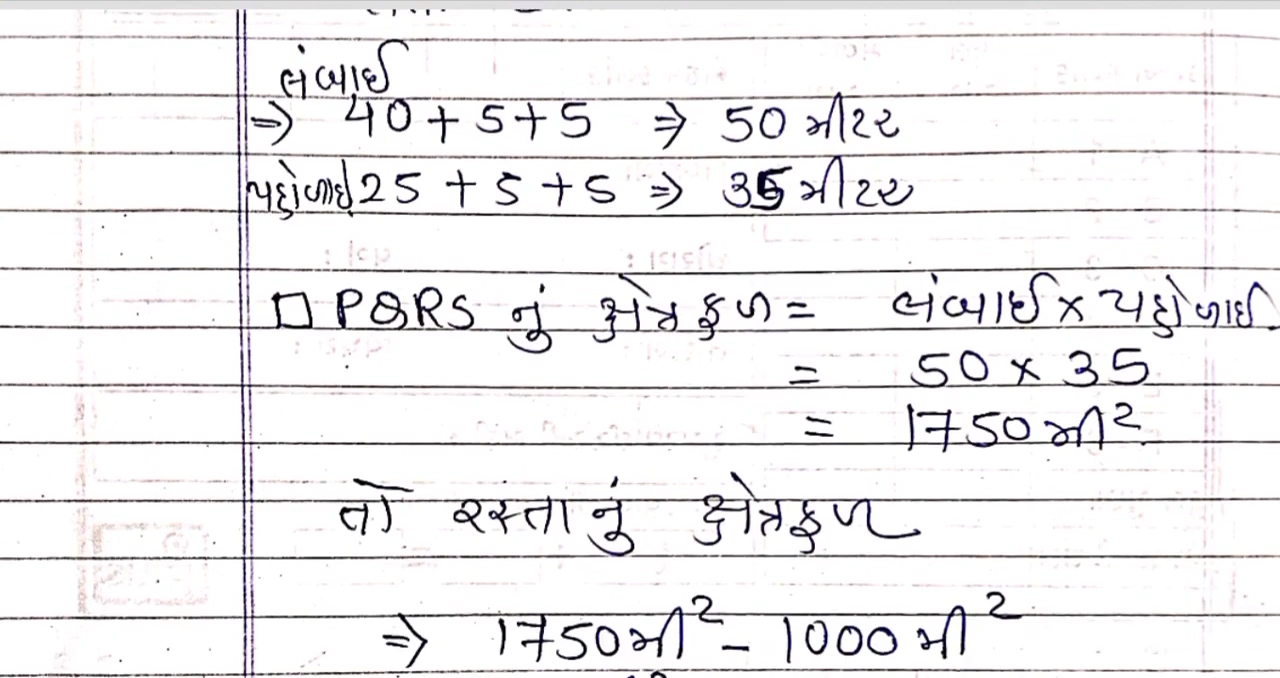 લંબાઈ
⇒ 40 + 5 + 5 ⇒ 50 મીટર
પહોળાઈ 25 + 5 + 5 ⇒ 35 મીટર
□ PQRS નું ક્ષેત્રફળ = લંબાઈ × પહોળાઈ
= 50 × 35
= 1750 મી²
તો રસ્તાનું ક્ષેત્રફળ
⇒ 1750 મી² - 1000 મી²